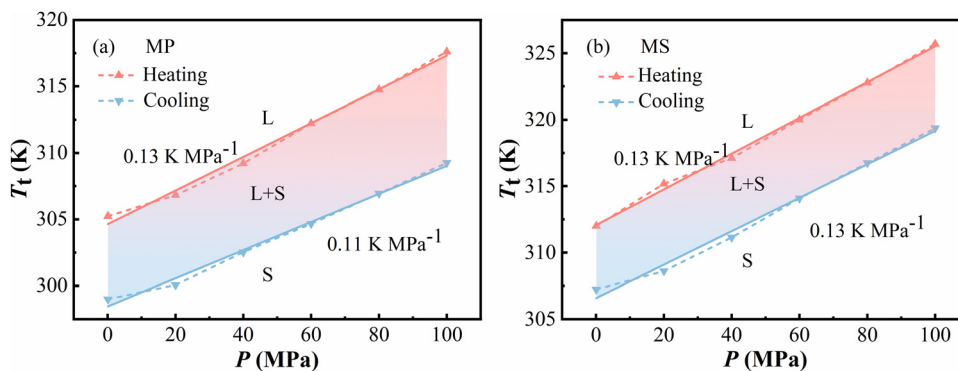 (a) MP
Heating
Cooling
L
0.13 K MPa⁻¹
L+S
0.11 K MPa⁻¹
S
320
315
310
305
300
0 20 40 60 80 100
P (MPa)
Tt (K)
(b) MS
Heating
Cooling
L
0.13 K MPa⁻¹
L+S
0.13 K MPa⁻¹
S
325
320
315
310
305
0 20 40 60 80 100
P (MPa)
Tt (K)